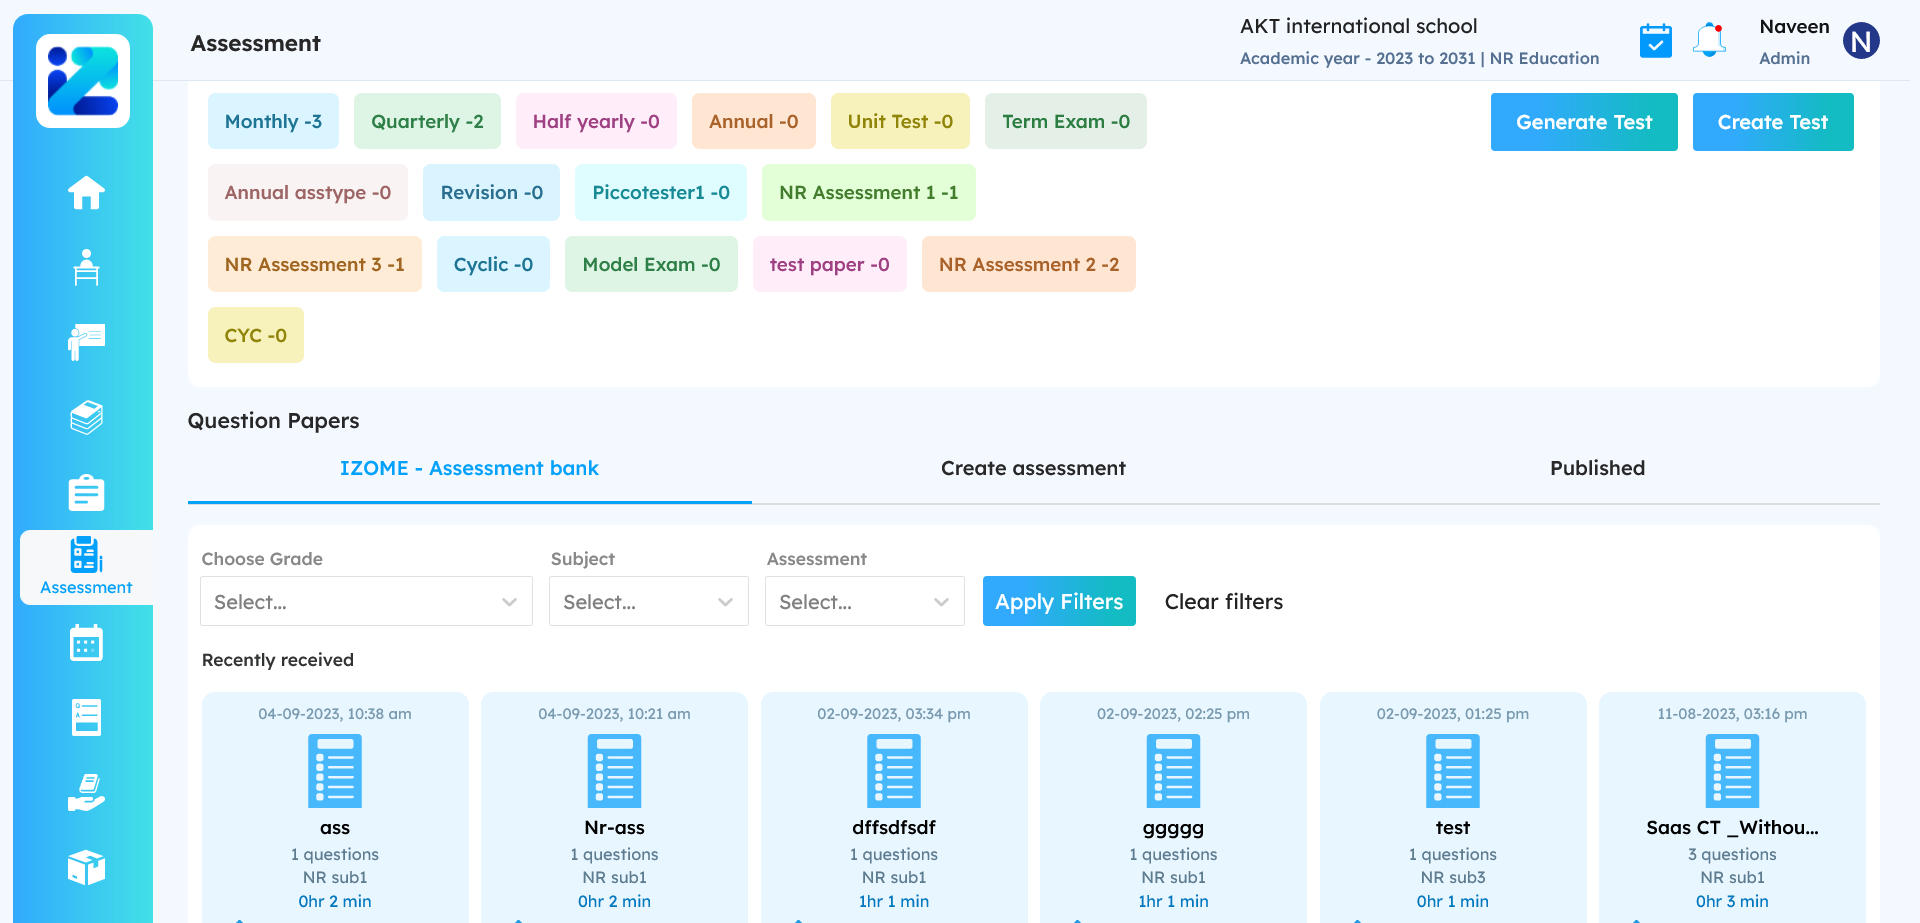 Assessment
AKT international school
Academic year - 2023 to 2031 | NR Education
Naveen
Admin
N
Monthly -3
Quarterly -2
Half yearly -0
Annual -0
Unit Test -0
Term Exam -0
Generate Test
Create Test
Annual asstype -0
Revision -0
Piccotester1 -0
NR Assessment 1 -1
NR Assessment 3 -1
Cyclic -0
Model Exam -0
test paper -0
NR Assessment 2 -2
CYC -0
Question Papers
IZOME - Assessment bank
Create assessment
Published
Assessment
Choose Grade
Subject
Assessment
Select...
Select...
Select...
Apply Filters
Clear filters
Recently received
04-09-2023, 10:38 am
ass
1 questions
NR sub1
0hr 2 min
04-09-2023, 10:21 am
Nr-ass
1 questions
NR sub1
0hr 2 min
02-09-2023, 03:34 pm
dffsdfsdf
1 questions
NR sub1
1hr 1 min
02-09-2023, 02:25 pm
ggggg
1 questions
NR sub1
1hr 1 min
02-09-2023, 01:25 pm
test
1 questions
NR sub3
0hr 1 min
11-08-2023, 03:16 pm
Saas CT _Withou...
3 questions
NR sub1
0hr 3 min